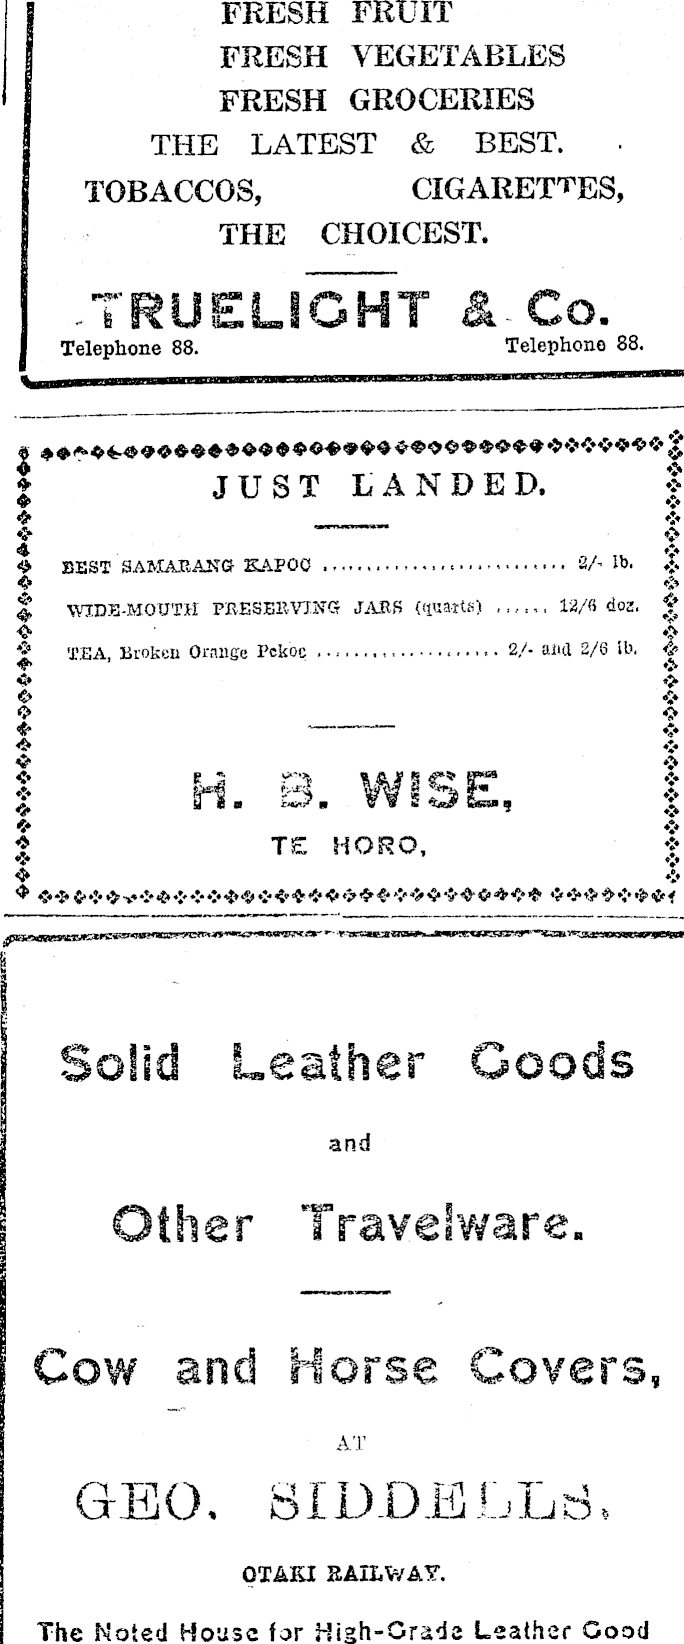 FRESH FRUIT
FRESH VEGETABLES
FRESH GROCERIES
THE LATEST & BEST.
TOBACCOS, CIGARETTES,
THE CHOICEST.
TRUELIGHT & Co.
Telephone 88. Telephone 88.
JUST LANDED.
BEST SAMARANG KAPOC ........................... 2/- lb.
WIDE-MOUTH PRESERVING JARS (quarts) ...... 12/6 doz.
TEA, Broken Orange Pekoe .................... 2/- and 2/6 lb.
H. B. WISE,
TE HORO,
Solid Leather Goods
and
Other Travelware.
Cow and Horse Covers,
AT
GEO. SIDDELLS,
OTAKI RAILWAY.
The Noted House for High-Grade Leather Good